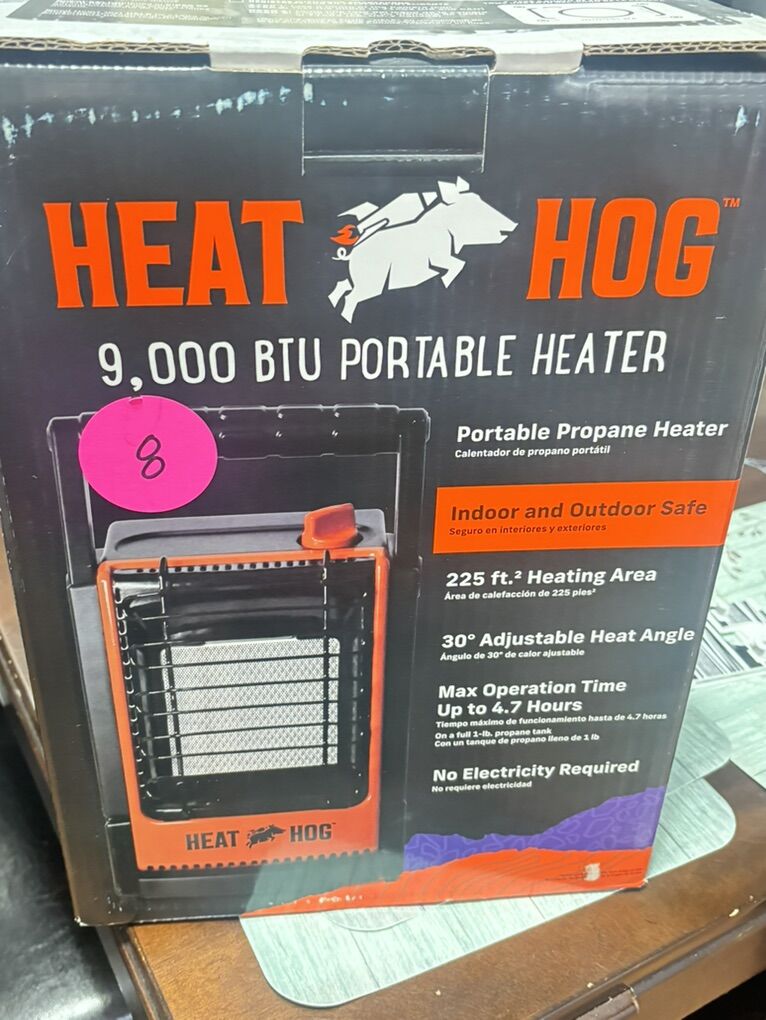 HEAT HOG™
9,000 BTU PORTABLE HEATER
8
Portable Propane Heater
Calentador de propano portátil
Indoor and Outdoor Safe
Seguro en interiores y exteriores
225 ft.² Heating Area
Área de calefacción de 225 pies²
30° Adjustable Heat Angle
Ángulo de 30° de calor ajustable
Max Operation Time
Up to 4.7 Hours
Tiempo máximo de funcionamiento hasta de 4.7 horas
On a full 1-lb. propane tank
Con un tanque de propano lleno de 1 lb
No Electricity Required
No requiere electricidad
HEAT HOG™